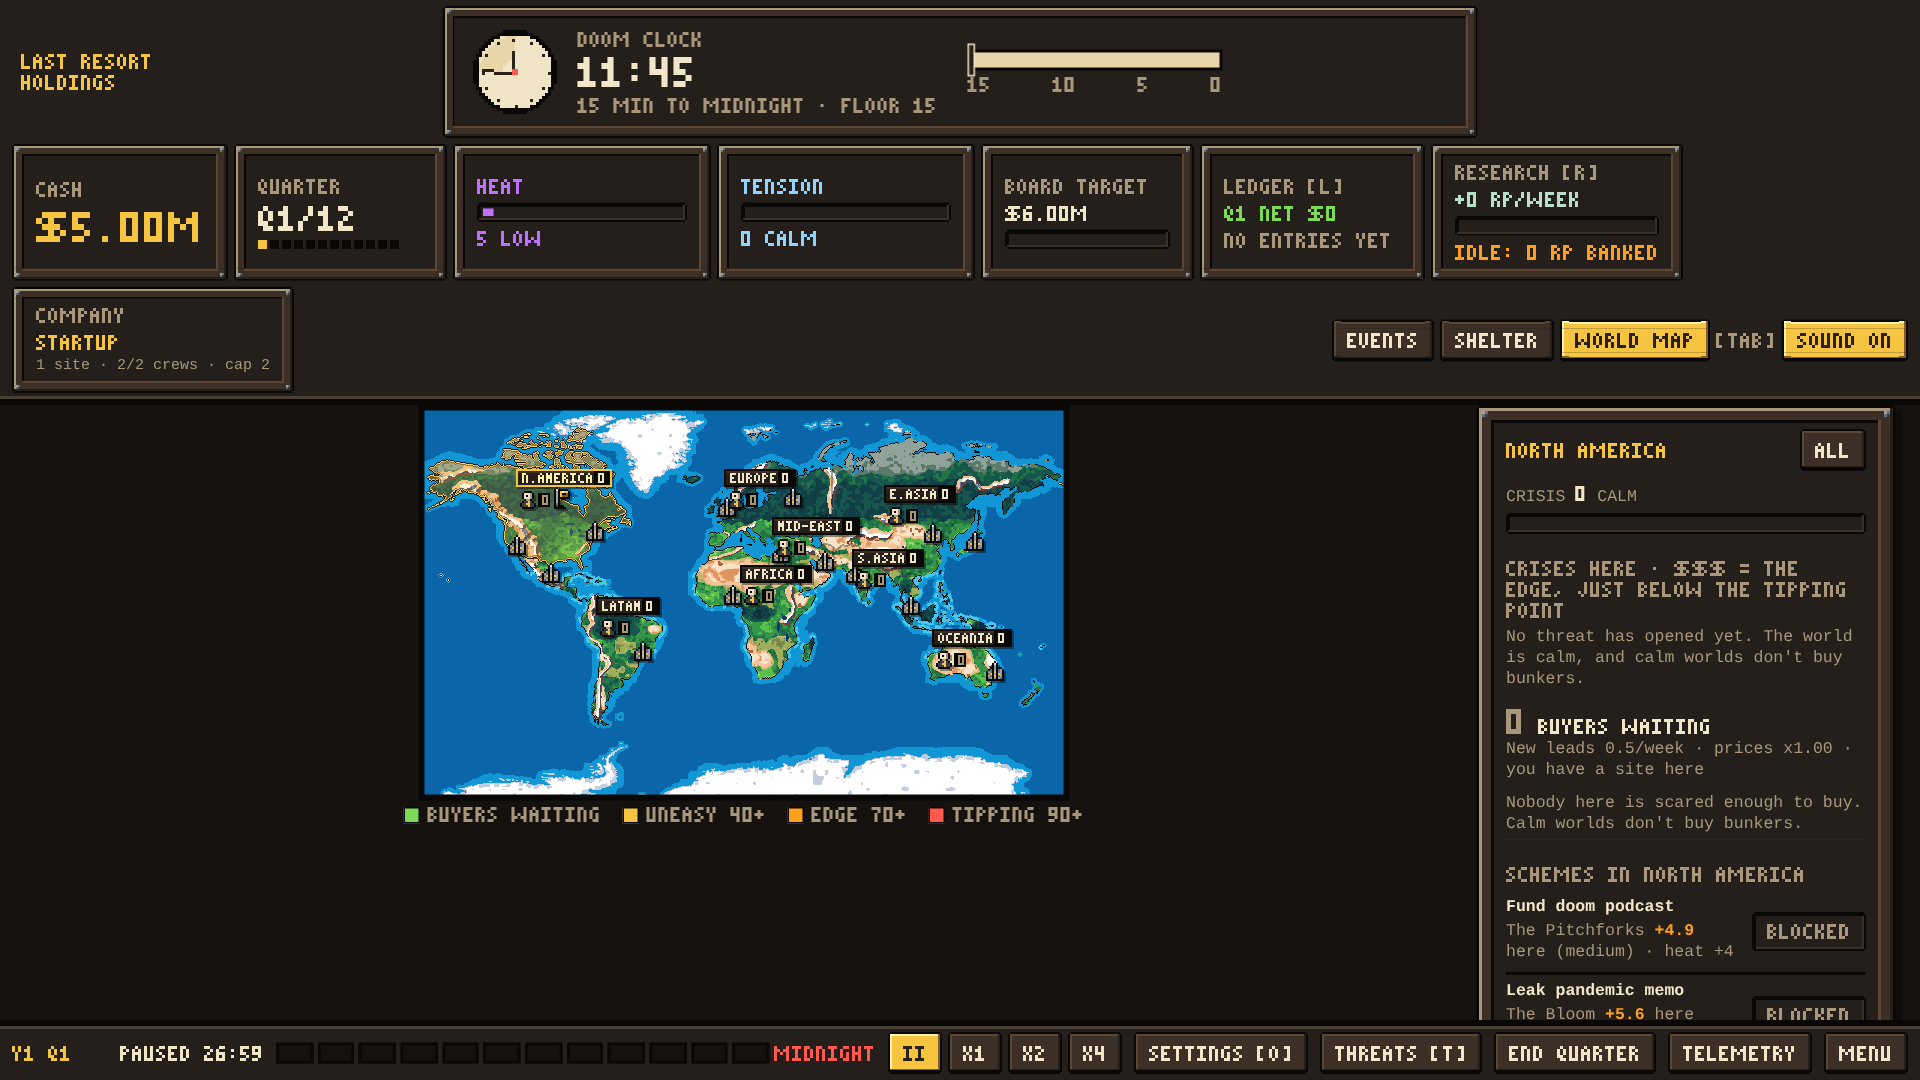 LAST RESORT
HOLDINGS
DOOM CLOCK
11:45
15 MIN TO MIDNIGHT · FLOOR 15
15 10 5 0
CASH
$5.00M
QUARTER
Q1/12
HEAT
5 LOW
TENSION
0 CALM
BOARD TARGET
$6.00M
LEDGER [L]
Q1 NET $0
NO ENTRIES YET
RESEARCH [R]
+0 RP/WEEK
IDLE: 0 RP BANKED
COMPANY
STARTUP
1 site · 2/2 crews · cap 2
EVENTS
SHELTER
WORLD MAP
[TAB]
SOUND ON
N.AMERICA 0
0
EUROPE 0
0
E.ASIA 0
0
MID-EAST 0
0
S.ASIA 0
0
AFRICA 0
0
LATAM 0
0
OCEANIA 0
0
BUYERS WAITING
UNEASY 40+
EDGE 70+
TIPPING 90+
NORTH AMERICA
ALL
CRISIS 0 CALM
CRISES HERE · $$$ = THE
EDGE, JUST BELOW THE TIPPING
POINT
No threat has opened yet. The world
is calm, and calm worlds don't buy
bunkers.
0 BUYERS WAITING
New leads 0.5/week · prices x1.00 ·
you have a site here
Nobody here is scared enough to buy.
Calm worlds don't buy bunkers.
SCHEMES IN NORTH AMERICA
Fund doom podcast
The Pitchforks +4.9
here (medium) · heat +4
BLOCKED
Leak pandemic memo
The Bloom +5.6 here
BLOCKED
Y1 Q1
PAUSED 26:59
MIDNIGHT
II
X1
X2
X4
SETTINGS [O]
THREATS [T]
END QUARTER
TELEMETRY
MENU